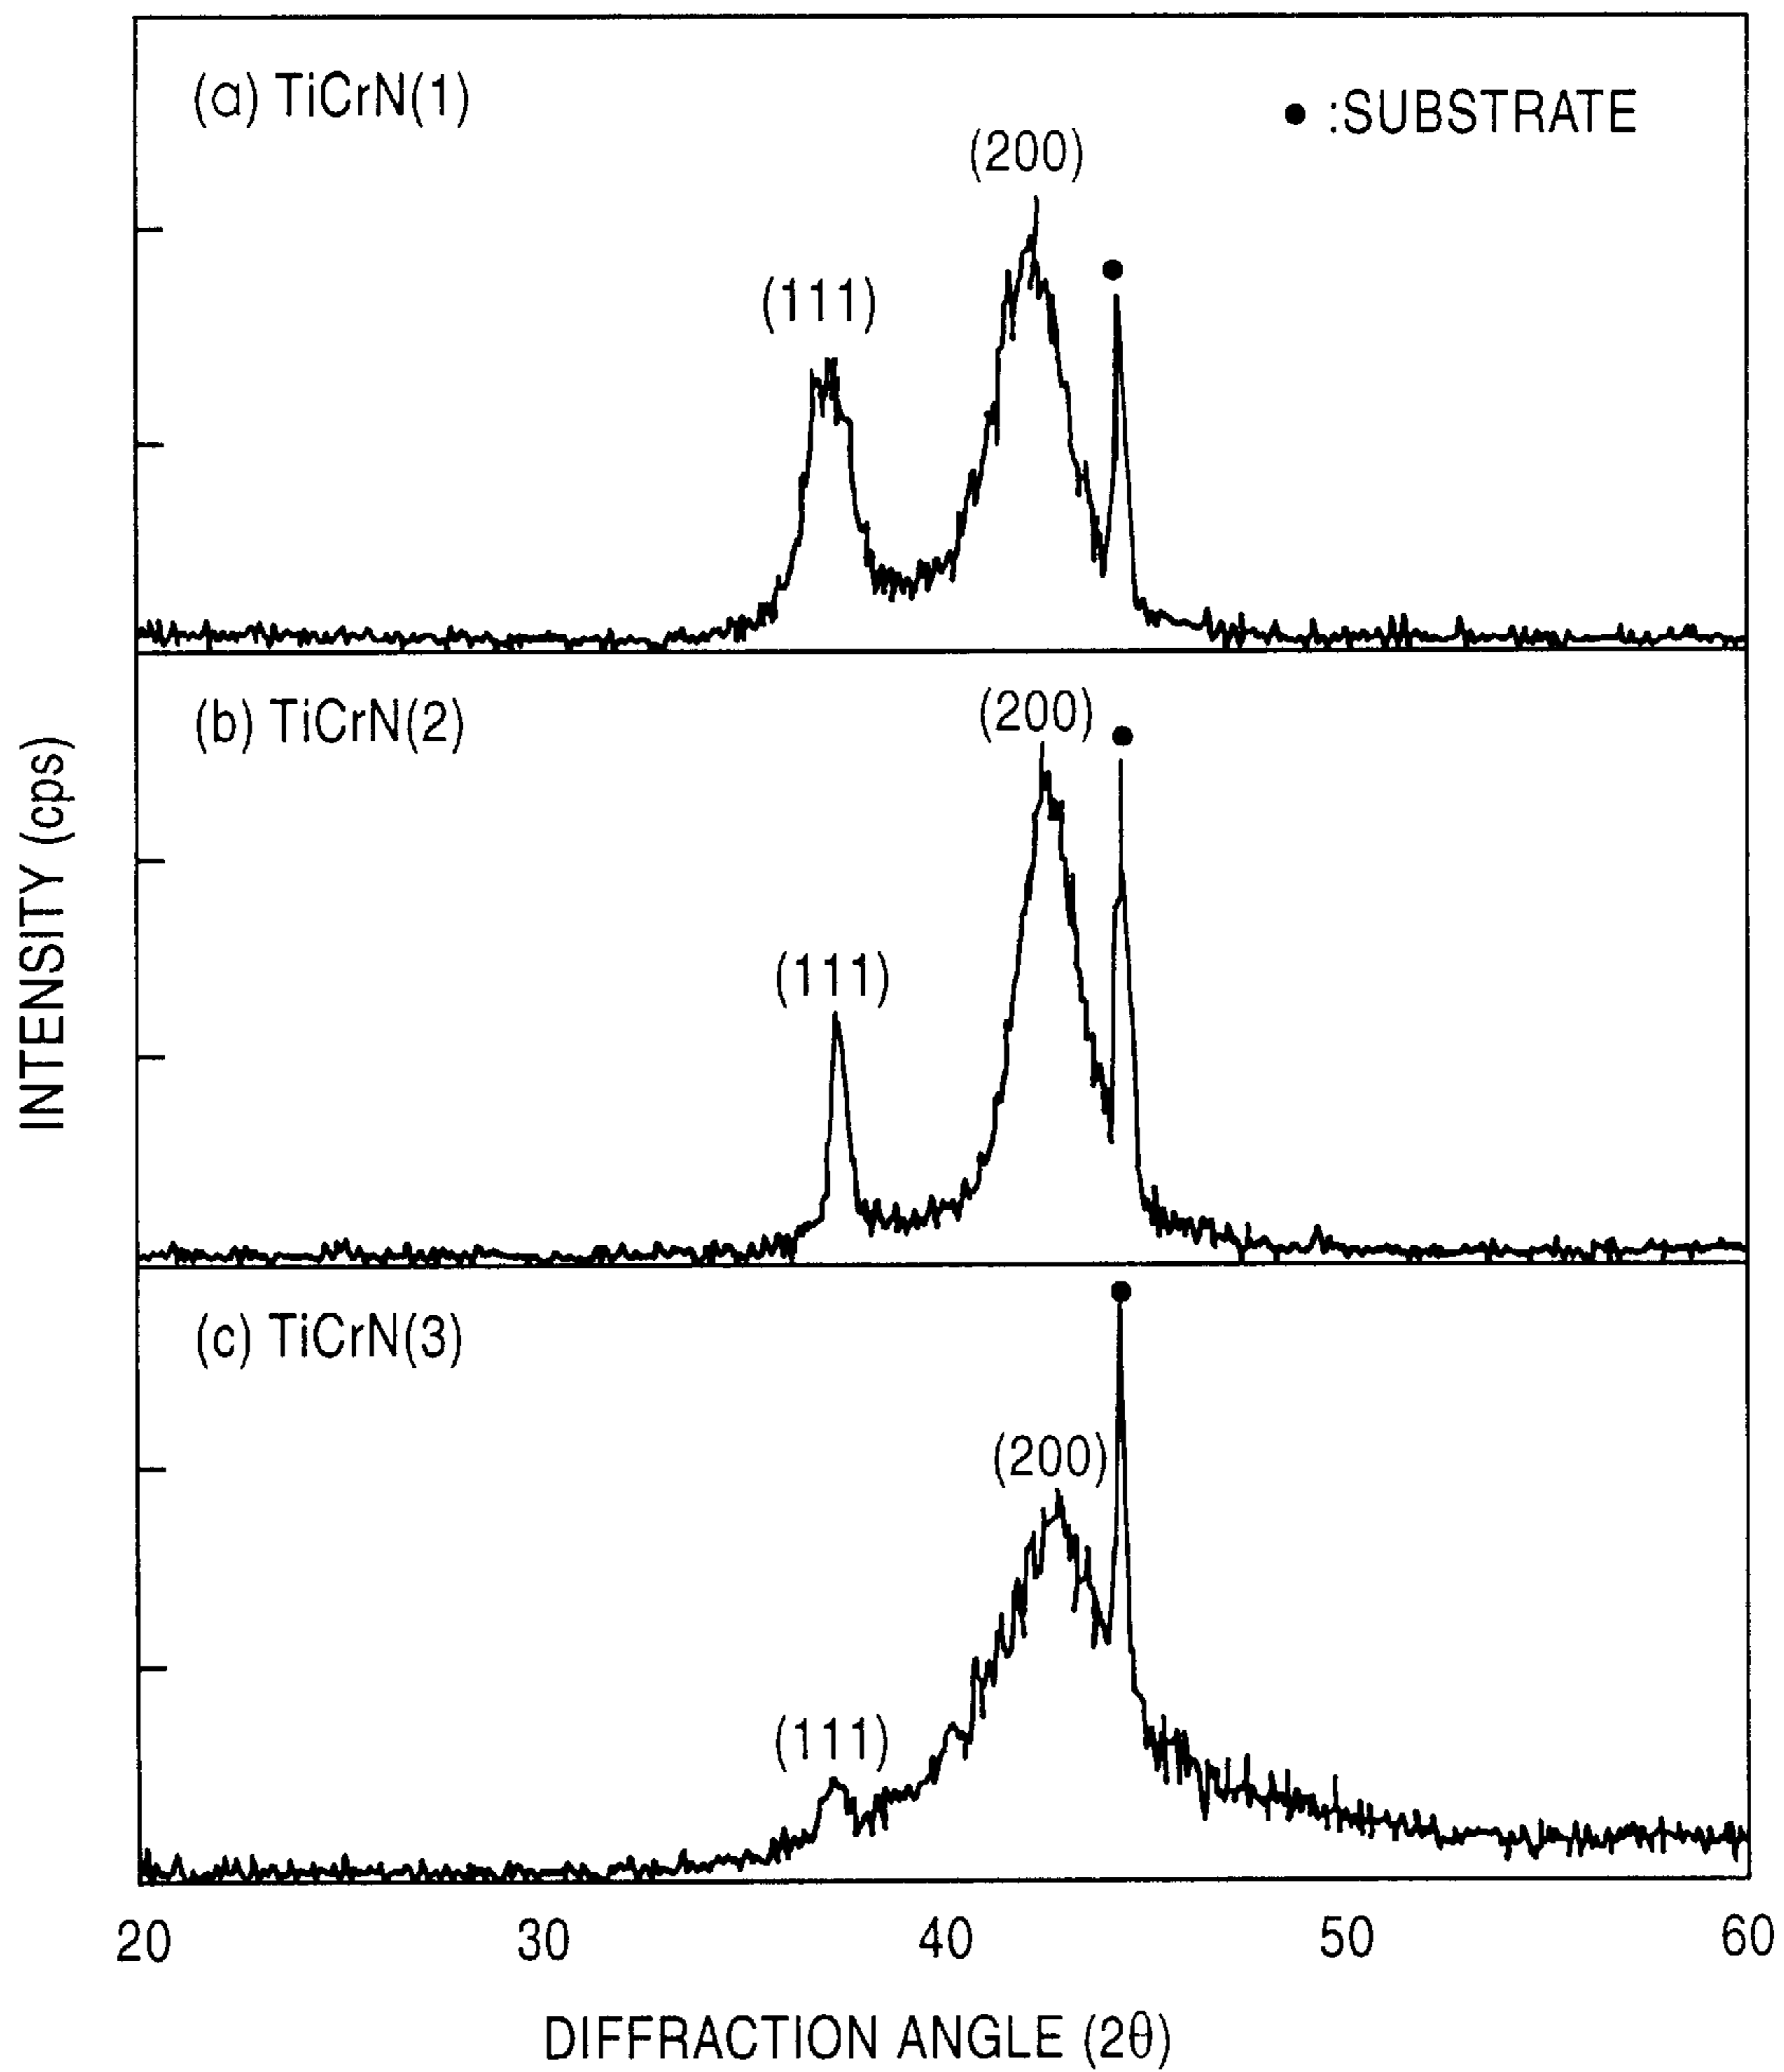 (a) TiCrN(1)
● :SUBSTRATE
(200)
(111)
(b) TiCrN(2)
(200)
(111)
INTENSITY (cps)
(c) TiCrN(3)
(200)
(111)
20 30 40 50 60
DIFFRACTION ANGLE (2θ)